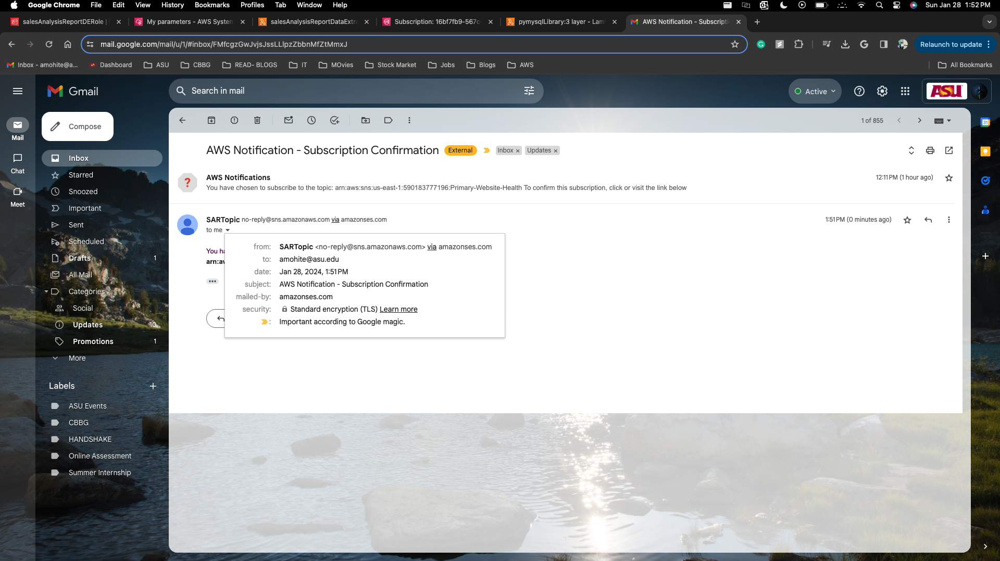 Google Chrome File Edit View History Bookmarks Profiles Tab Window Help Sun Jan 28 1:52 PM
salesAnalysisReportDERole | My parameters - AWS System salesAnalysisReportDataExtra Subscription: 16bf7fb9-567c- pymysqlLibrary:3 layer - Lam AWS Notification - Subscripti
mail.google.com/mail/u/1/#inbox/FMfcgzGwJvjsJssLLlpzZbbnMfZtMmxJ Relaunch to update
Inbox - amohite@a... Dashboard ASU CBBG READ- BLOGS IT MOvies Stock Market Jobs Blogs AWS All Bookmarks
Gmail
Search in mail
Active
ASU
Mail
Chat
Meet
Compose
Inbox
Starred
Snoozed
Important
Sent
Scheduled
Drafts 1
All Mail
Categories
Social
Updates 10
Promotions 1
More
Labels
ASU Events
CBBG
HANDSHAKE
Online Assessment
Summer Internship
1 of 855
31
AWS Notification - Subscription Confirmation External Inbox x Updates x
?
AWS Notifications 12:11 PM (1 hour ago)
You have chosen to subscribe to the topic: arn:aws:sns:us-east-1:590183777196:Primary-Website-Health To confirm this subscription, click or visit the link below
SARTopic no-reply@sns.amazonaws.com via amazonses.com 1:51 PM (0 minutes ago)
to me
You ha
arn:aw
from: SARTopic <no-reply@sns.amazonaws.com> via amazonses.com
to: amohite@asu.edu
date: Jan 28, 2024, 1:51 PM
subject: AWS Notification - Subscription Confirmation
mailed-by: amazonses.com
security: Standard encryption (TLS) Learn more
: Important according to Google magic.